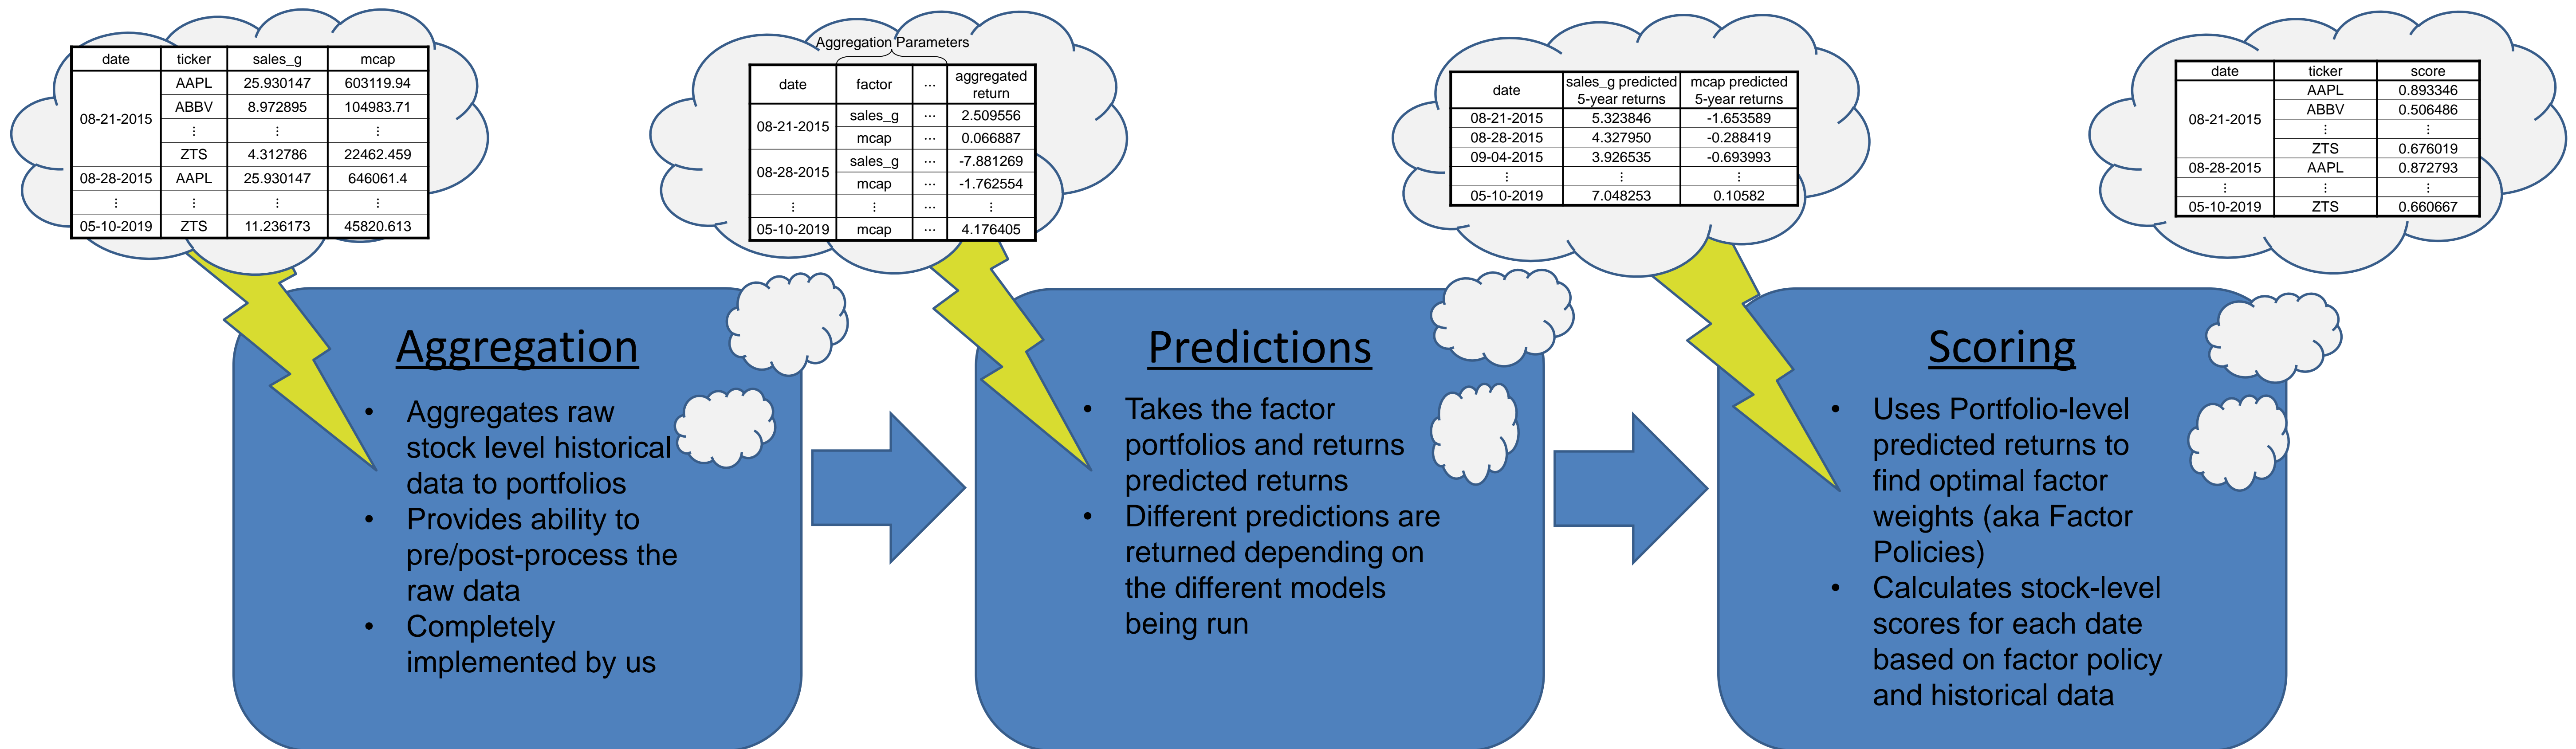 date ticker sales_g mcap
08-21-2015 AAPL 25.930147 603119.94
ABBV 8.972895 104983.71
⋮ ⋮ ⋮
ZTS 4.312786 22462.459
08-28-2015 AAPL 25.930147 646061.4
⋮ ⋮ ⋮ ⋮
05-10-2019 ZTS 11.236173 45820.613
Aggregation Parameters
date factor ... aggregated
return
08-21-2015 sales_g ... 2.509556
mcap ... 0.066887
08-28-2015 sales_g ... -7.881269
mcap ... -1.762554
⋮ ⋮ ... ⋮
05-10-2019 mcap ... 4.176405
date sales_g predicted mcap predicted
5-year returns 5-year returns
08-21-2015 5.323846 -1.653589
08-28-2015 4.327950 -0.288419
09-04-2015 3.926535 -0.693993
⋮ ⋮ ⋮
05-10-2019 7.048253 0.10582
date ticker score
08-21-2015 AAPL 0.893346
ABBV 0.506486
⋮ ⋮
ZTS 0.676019
08-28-2015 AAPL 0.872793
⋮ ⋮ ⋮
05-10-2019 ZTS 0.660667
Aggregation
• Aggregates raw
stock level historical
data to portfolios
• Provides ability to
pre/post-process the
raw data
• Completely
implemented by us
Predictions
• Takes the factor
portfolios and returns
predicted returns
• Different predictions are
returned depending on
the different models
being run
Scoring
• Uses Portfolio-level
predicted returns to
find optimal factor
weights (aka Factor
Policies)
• Calculates stock-level
scores for each date
based on factor policy
and historical data